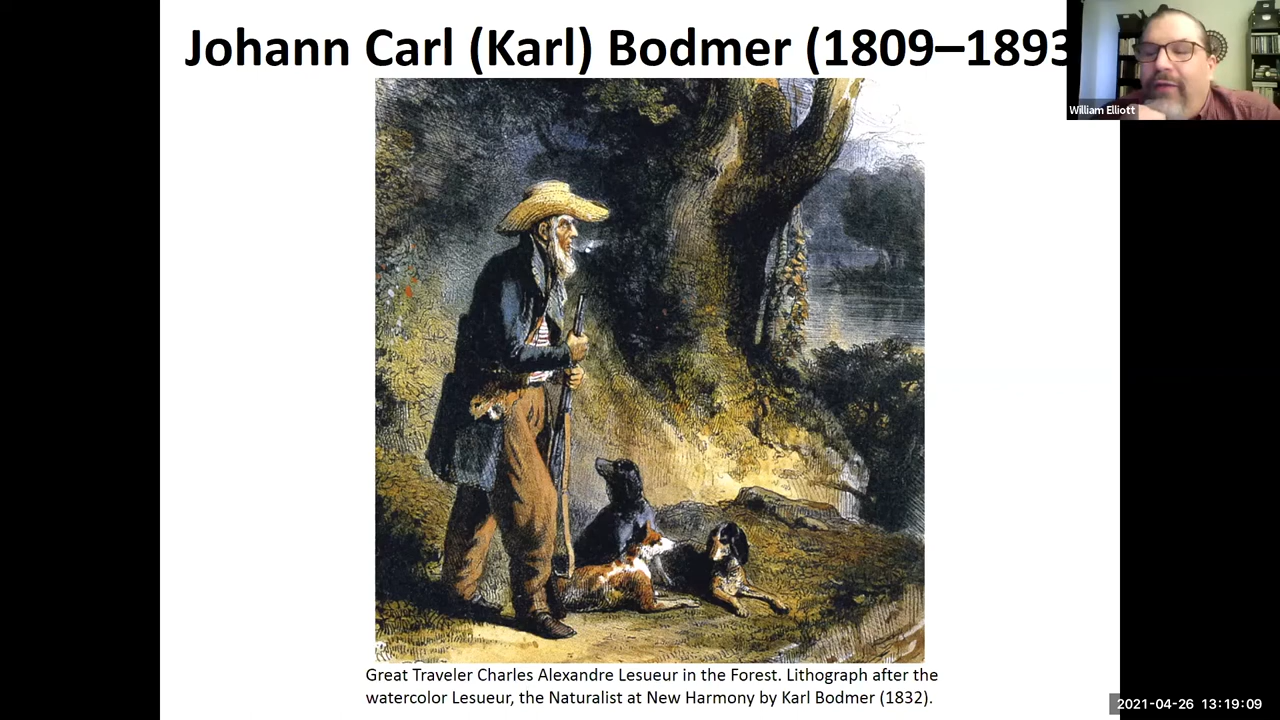 Johann Carl (Karl) Bodmer (1809–1893
William Elliott
Great Traveler Charles Alexandre Lesueur in the Forest. Lithograph after the
watercolor Lesueur, the Naturalist at New Harmony by Karl Bodmer (1832).
2021-04-26 13:19:09